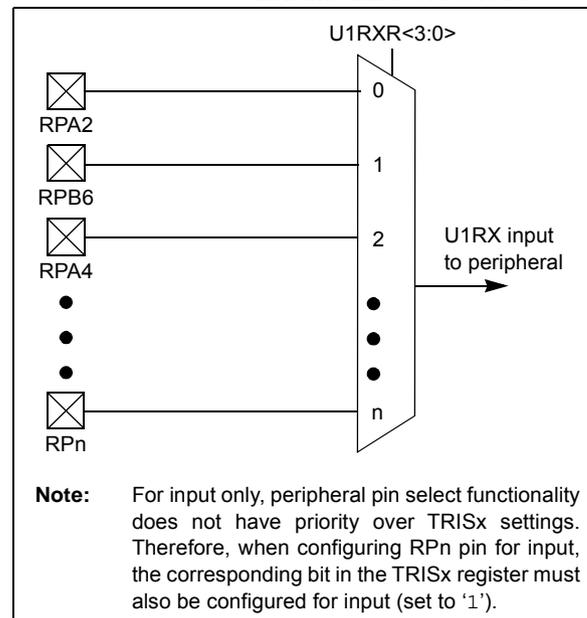 U1RXR<3:0>
RPA2
0
RPB6
1
RPA4
2
U1RX input
to peripheral
RPn
n
Note: For input only, peripheral pin select functionality
does not have priority over TRISx settings.
Therefore, when configuring RPn pin for input,
the corresponding bit in the TRISx register must
also be configured for input (set to ‘1’).